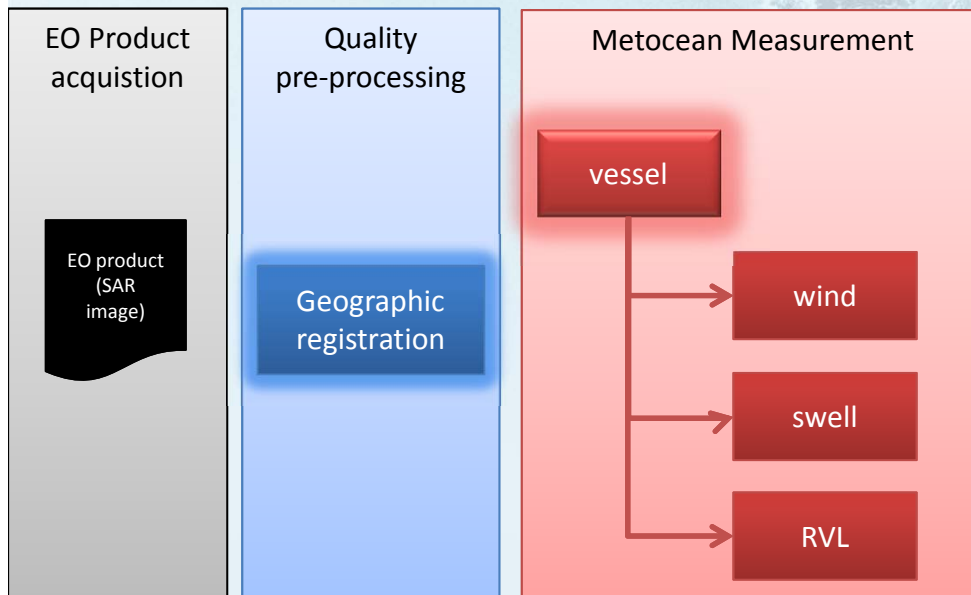 EO Product
acquistion
Quality
pre-processing
Metocean Measurement
EO product
(SAR
image)
Geographic
registration
vessel
wind
swell
RVL